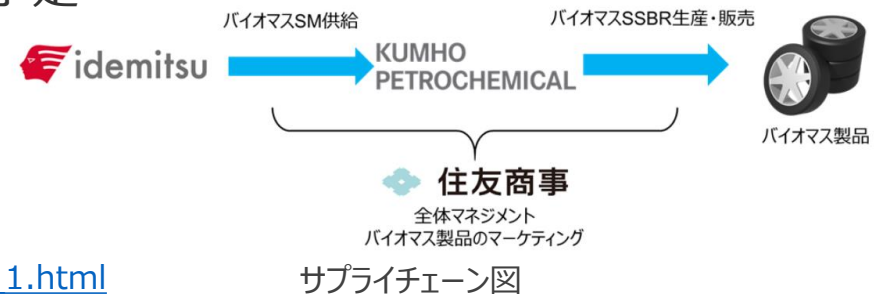 バイオマスSM供給
バイオマスSSBR生産・販売
idemitsu
KUMHO
PETROCHEMICAL
バイオマス製品
住友商事
全体マネジメント
バイオマス製品のマーケティング
_1.html
サプライチェーン図